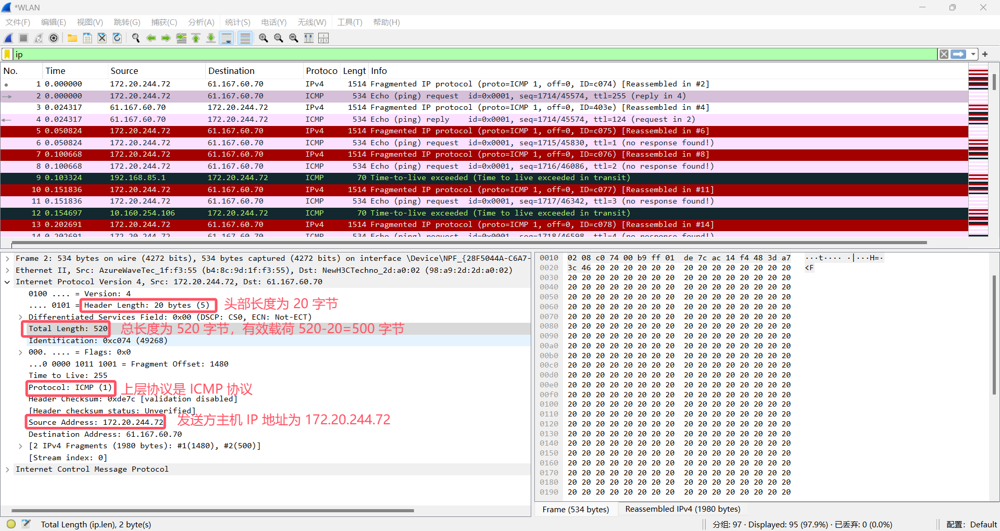 *WLAN
文件(F) 编辑(E) 视图(V) 跳转(G) 捕获(C) 分析(A) 统计(S) 电话(Y) 无线(W) 工具(T) 帮助(H)
ip
No. Time Source Destination Protoco Lengt Info
1 0.000000 172.20.244.72 61.167.60.70 IPv4 1514 Fragmented IP protocol (proto=ICMP 1, off=0, ID=c074) [Reassembled in #2]
2 0.000000 172.20.244.72 61.167.60.70 ICMP 534 Echo (ping) request id=0x0001, seq=1714/45574, ttl=255 (reply in 4)
3 0.024317 61.167.60.70 172.20.244.72 IPv4 1514 Fragmented IP protocol (proto=ICMP 1, off=0, ID=403e) [Reassembled in #4]
4 0.024317 61.167.60.70 172.20.244.72 ICMP 534 Echo (ping) reply id=0x0001, seq=1714/45574, ttl=124 (request in 2)
5 0.050824 172.20.244.72 61.167.60.70 IPv4 1514 Fragmented IP protocol (proto=ICMP 1, off=0, ID=c075) [Reassembled in #6]
6 0.050824 172.20.244.72 61.167.60.70 ICMP 534 Echo (ping) request id=0x0001, seq=1715/45830, ttl=1 (no response found!)
7 0.100668 172.20.244.72 61.167.60.70 IPv4 1514 Fragmented IP protocol (proto=ICMP 1, off=0, ID=c076) [Reassembled in #8]
8 0.100668 172.20.244.72 61.167.60.70 ICMP 534 Echo (ping) request id=0x0001, seq=1716/46086, ttl=2 (no response found!)
9 0.103324 192.168.85.1 172.20.244.72 ICMP 70 Time-to-live exceeded (Time to live exceeded in transit)
10 0.151836 172.20.244.72 61.167.60.70 IPv4 1514 Fragmented IP protocol (proto=ICMP 1, off=0, ID=c077) [Reassembled in #11]
11 0.151836 172.20.244.72 61.167.60.70 ICMP 534 Echo (ping) request id=0x0001, seq=1717/46342, ttl=3 (no response found!)
12 0.154697 10.160.254.106 172.20.244.72 ICMP 70 Time-to-live exceeded (Time to live exceeded in transit)
13 0.202691 172.20.244.72 61.167.60.70 IPv4 1514 Fragmented IP protocol (proto=ICMP 1, off=0, ID=c078) [Reassembled in #14]
14 0.202691 172.20.244.72 61.167.60.70 ICMP 534 Echo (ping) request id=0x0001, seq=1718/46598, ttl=4 (no response found!)
Frame 2: 534 bytes on wire (4272 bits), 534 bytes captured (4272 bits) on interface \Device\NPF_{28F5044A-C6A7-
Ethernet II, Src: AzureWaveTec_1f:f3:55 (b4:8c:9d:1f:f3:55), Dst: NewH3CTechno_2d:a0:02 (98:a9:2d:2d:a0:02)
Internet Protocol Version 4, Src: 172.20.244.72, Dst: 61.167.60.70
0100 .... = Version: 4
.... 0101 = Header Length: 20 bytes (5) 头部长度为 20 字节
Differentiated Services Field: 0x00 (DSCP: CS0, ECN: Not-ECT)
Total Length: 520 总长度为 520 字节，有效载荷 520-20=500 字节
Identification: 0xc074 (49268)
000. .... = Flags: 0x0
...0 0000 1011 1001 = Fragment Offset: 1480
Time to Live: 255
Protocol: ICMP (1) 上层协议是 ICMP 协议
Header Checksum: 0xde7c [validation disabled]
[Header checksum status: Unverified]
Source Address: 172.20.244.72 发送方主机 IP 地址为 172.20.244.72
Destination Address: 61.167.60.70
[2 IPv4 Fragments (1980 bytes): #1(1480), #2(500)]
[Stream index: 0]
Internet Control Message Protocol
0010 02 08 c0 74 00 b9 ff 01 de 7c ac 14 f4 48 3d a7 ···t···· ·|···H=·
0020 3c 46 20 20 20 20 20 20 20 20 20 20 20 20 20 20 <F
0030 20 20 20 20 20 20 20 20 20 20 20 20 20 20 20 20
0040 20 20 20 20 20 20 20 20 20 20 20 20 20 20 20 20
0050 20 20 20 20 20 20 20 20 20 20 20 20 20 20 20 20
0060 20 20 20 20 20 20 20 20 20 20 20 20 20 20 20 20
0070 20 20 20 20 20 20 20 20 20 20 20 20 20 20 20 20
0080 20 20 20 20 20 20 20 20 20 20 20 20 20 20 20 20
0090 20 20 20 20 20 20 20 20 20 20 20 20 20 20 20 20
00a0 20 20 20 20 20 20 20 20 20 20 20 20 20 20 20 20
00b0 20 20 20 20 20 20 20 20 20 20 20 20 20 20 20 20
00c0 20 20 20 20 20 20 20 20 20 20 20 20 20 20 20 20
00d0 20 20 20 20 20 20 20 20 20 20 20 20 20 20 20 20
00e0 20 20 20 20 20 20 20 20 20 20 20 20 20 20 20 20
00f0 20 20 20 20 20 20 20 20 20 20 20 20 20 20 20 20
0100 20 20 20 20 20 20 20 20 20 20 20 20 20 20 20 20
0110 20 20 20 20 20 20 20 20 20 20 20 20 20 20 20 20
0120 20 20 20 20 20 20 20 20 20 20 20 20 20 20 20 20
0130 20 20 20 20 20 20 20 20 20 20 20 20 20 20 20 20
0140 20 20 20 20 20 20 20 20 20 20 20 20 20 20 20 20
0150 20 20 20 20 20 20 20 20 20 20 20 20 20 20 20 20
0160 20 20 20 20 20 20 20 20 20 20 20 20 20 20 20 20
0170 20 20 20 20 20 20 20 20 20 20 20 20 20 20 20 20
0180 20 20 20 20 20 20 20 20 20 20 20 20 20 20 20 20
0190 20 20 20 20 20 20 20 20 20 20 20 20 20 20 20 20
Frame (534 bytes) Reassembled IPv4 (1980 bytes)
Total Length (ip.len), 2 byte(s) 分组: 97 · Displayed: 95 (97.9%) · 已丢弃: 0 (0.0%) 配置: Default